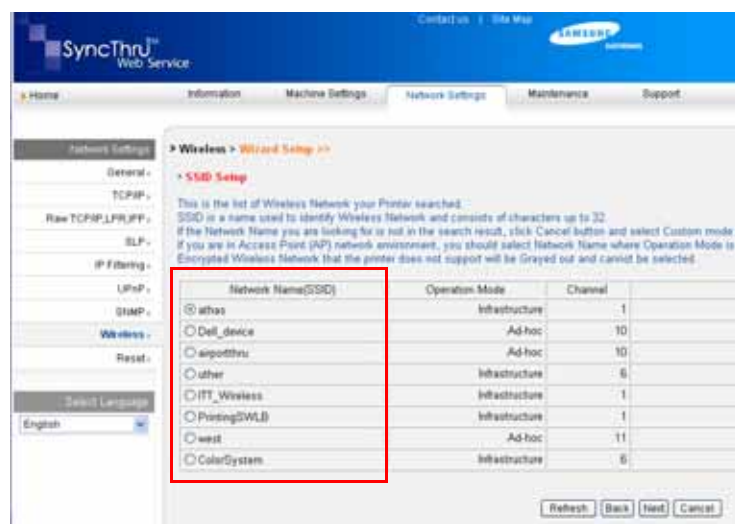 Contact us | Site Map
SAMSUNG
ELECTRONICS
SyncThru™
Web Service
Home
Information Machine Settings Network Settings Maintenance Support
Network Settings
General
TCP/IP
Raw TCP/IP,LPR,IPP
SLP
IP Filtering
UPnP
SNMP
Wireless
Reset
Select Language
English
Wireless > Wizard Setup >>
SSID Setup
This is the list of Wireless Network your Printer searched.
SSID is a name used to identify Wireless Network and consists of characters up to 32.
If the Network Name you are looking for is not in the search result, click Cancel button and select Custom mode
If you are in Access Point (AP) network environment, you should select Network Name where Operation Mode is
Encrypted Wireless Network that the printer does not support will be Grayed out and cannot be selected.
Network Name(SSID) Operation Mode Channel
athas Infrastructure 1
Dell_device Ad-hoc 10
airportthru Ad-hoc 10
uther Infrastructure 6
ITT_Wireless Infrastructure 1
PrintingSWLB Infrastructure 1
west Ad-hoc 11
ColorSystem Infrastructure 6
Refresh Back Next Cancel